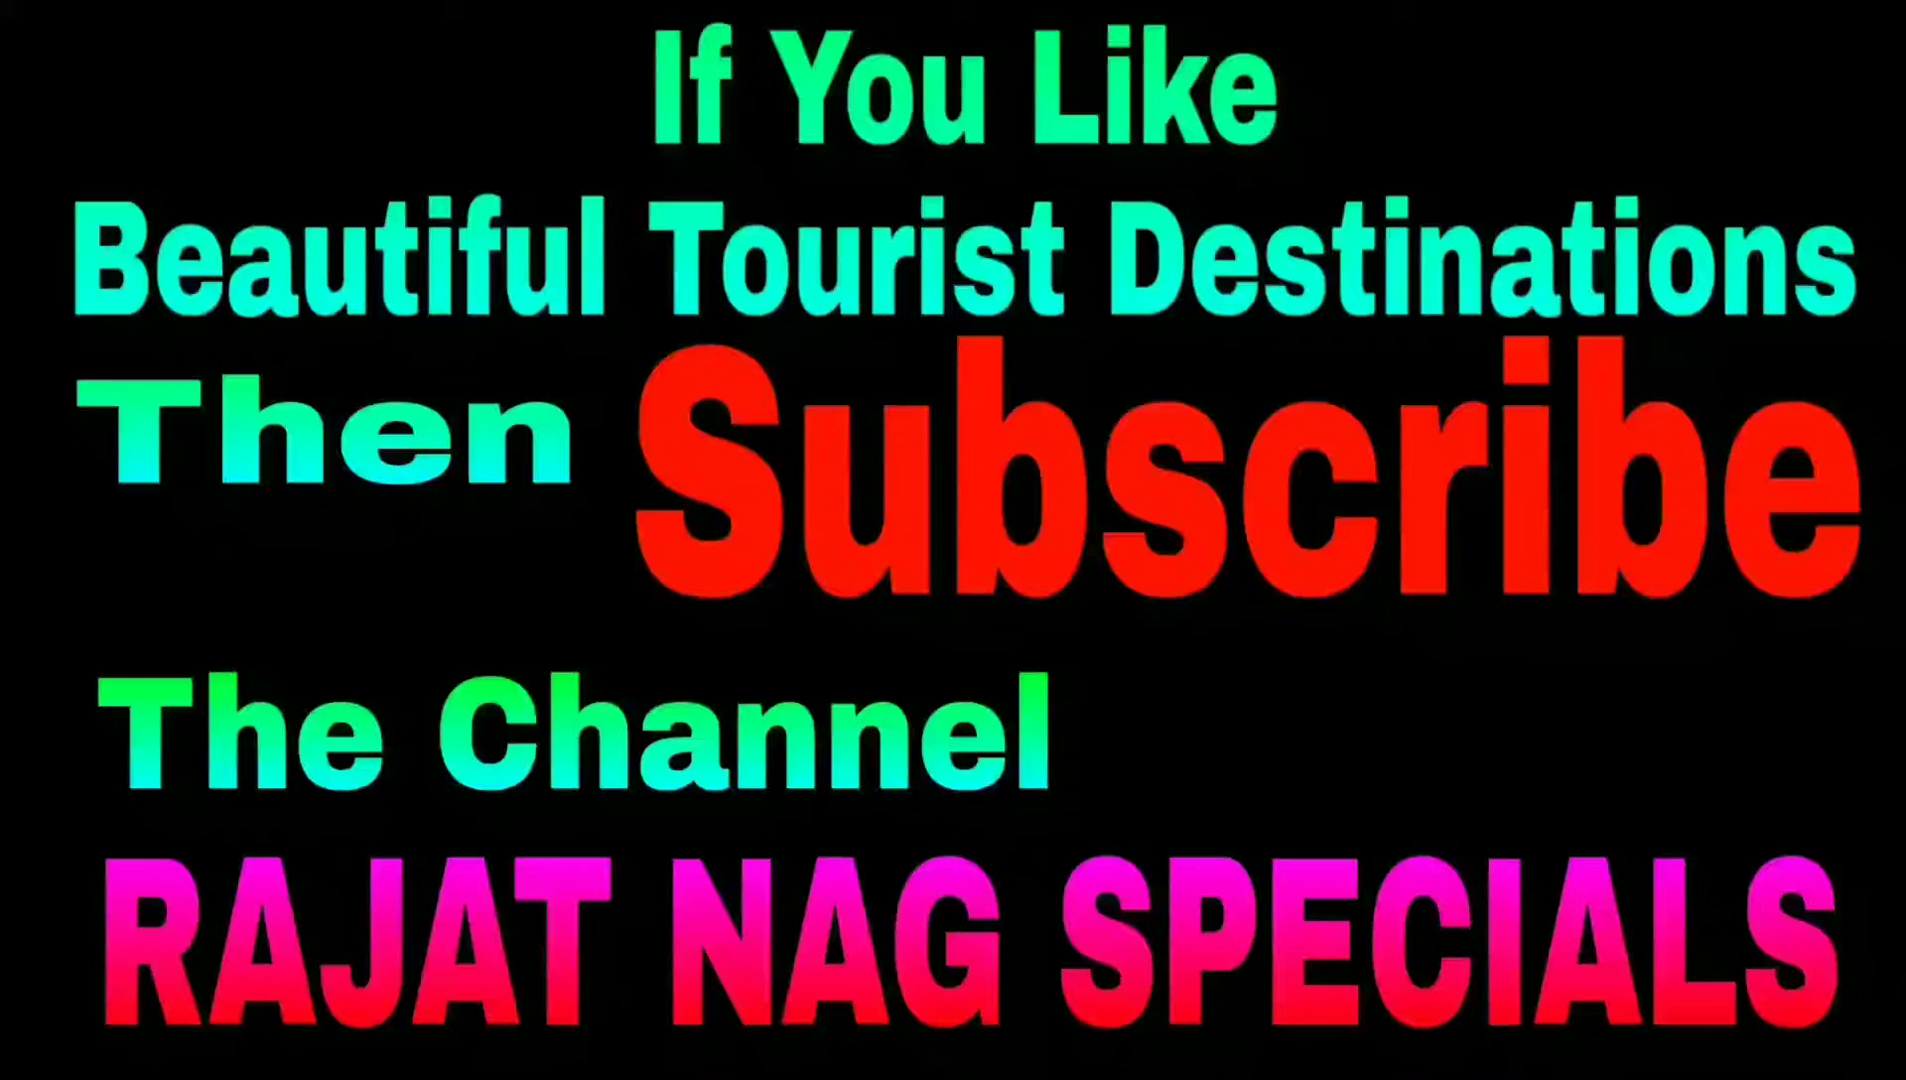 If You Like
Beautiful Tourist Destinations
Then Subscribe
The Channel
RAJAT NAG SPECIALS